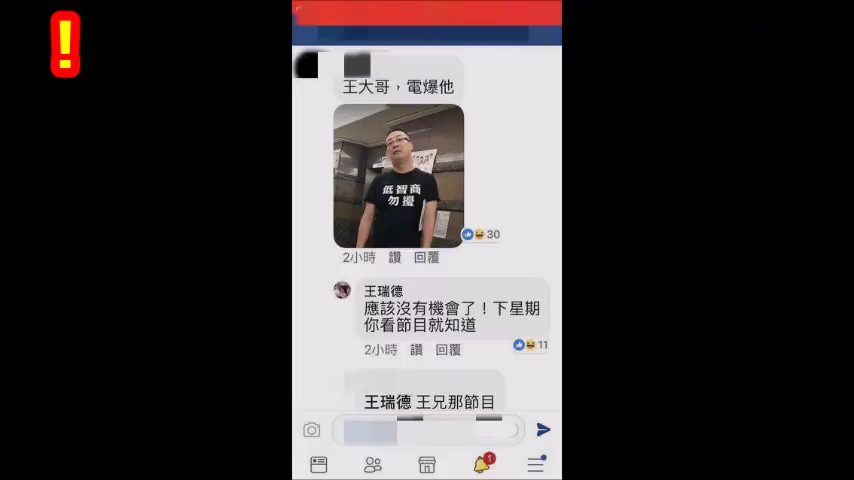 !
王大哥，電爆他
低智商
勿擾
30
2小時 讚 回覆
王瑞德
應該沒有機會了！下星期
你看節目就知道
2小時 讚 回覆
11
王瑞德 王兄那節目
1